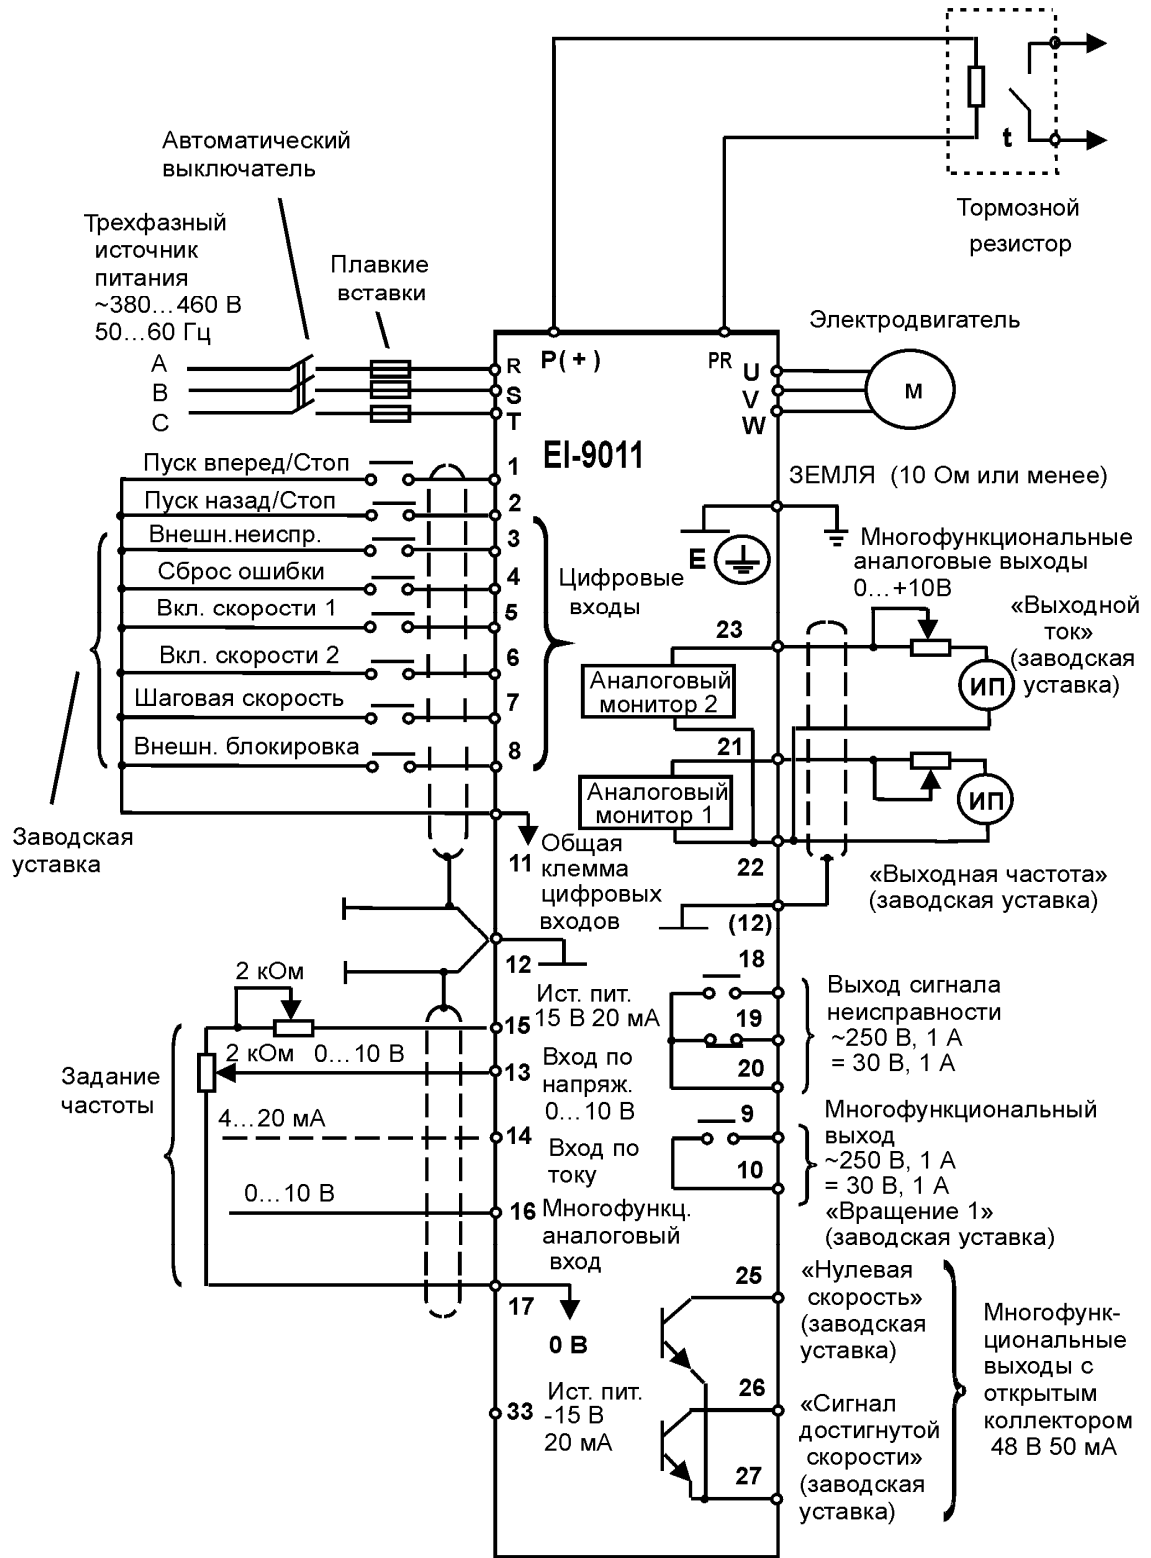 t
Тормозной
резистор
Автоматический
выключатель
Трехфазный
источник
питания
~380...460 В
50...60 Гц
Плавкие
вставки
Электродвигатель
A
B
C
R
S
T
P(+)
PR
U
V
W
М
EI-9011
Пуск вперед/Стоп
1
Пуск назад/Стоп
2
Внешн.неиспр.
3
Сброс ошибки
4
Вкл. скорости 1
5
Вкл. скорости 2
6
Шаговая скорость
7
Внешн. блокировка
8
Цифровые
входы
Заводская
уставка
11
Общая
клемма
цифровых
входов
ЗЕМЛЯ (10 Ом или менее)
E
Многофункциональные
аналоговые выходы
0...+10В
«Выходной
ток»
(заводская
уставка)
23
Аналоговый
монитор 2
ИП
21
Аналоговый
монитор 1
ИП
22
«Выходная частота»
(заводская уставка)
(12)
12
2 кОм
Ист. пит.
15 В 20 мА
15
2 кОм
0...10 В
13
Вход по
напряж.
0...10 В
Задание
частоты
4...20 мА
14
Вход по
току
0...10 В
16
Многофункц.
аналоговый
вход
17
0 В
33
Ист. пит.
-15 В
20 мА
18
19
20
Выход сигнала
неисправности
~250 В, 1 А
= 30 В, 1 А
9
10
Многофункциональный
выход
~250 В, 1 А
= 30 В, 1 А
«Вращение 1»
(заводская уставка)
25
«Нулевая
скорость»
(заводская
уставка)
26
«Сигнал
достигнутой
скорости»
(заводская
уставка)
27
Многофунк-
циональные
выходы с
открытым
коллектором
48 В 50 мА